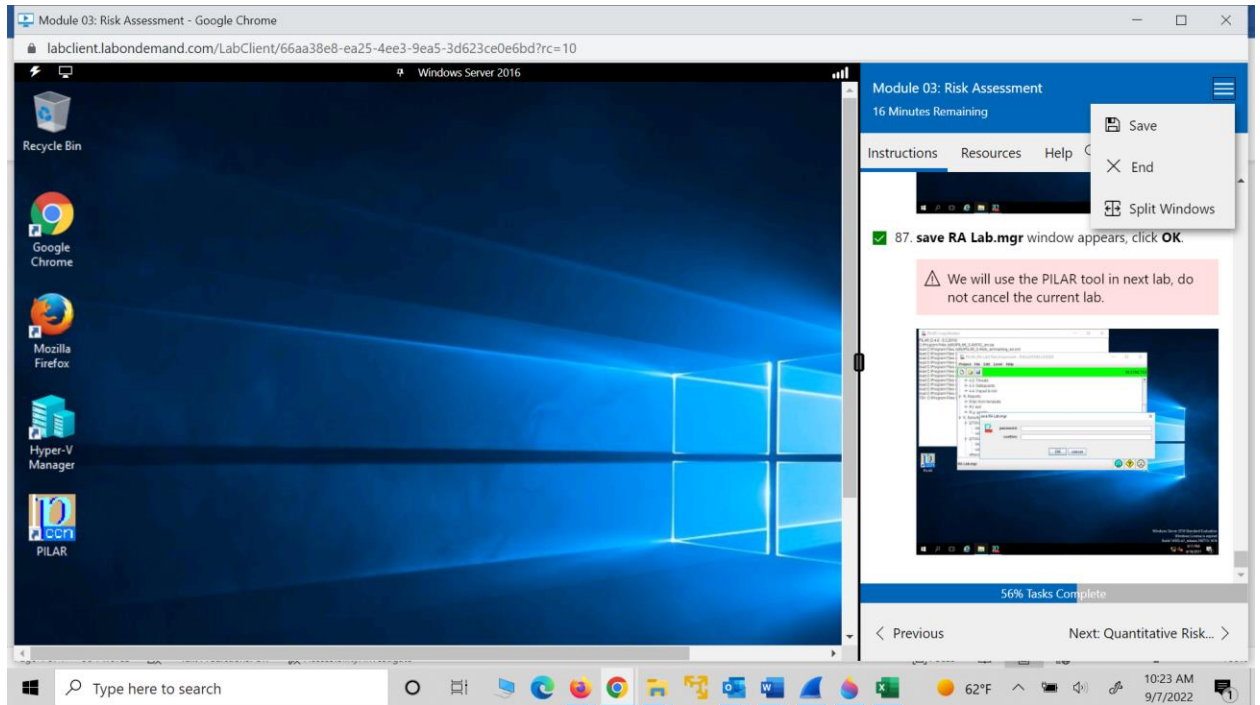 Module 03: Risk Assessment - Google Chrome
labclient.labondemand.com/LabClient/66aa38e8-ea25-4ee3-9ea5-3d623ce0e6bd?rc=10
Windows Server 2016
Recycle Bin
Google
Chrome
Mozilla
Firefox
Hyper-V
Manager
ccn
PILAR
Module 03: Risk Assessment
16 Minutes Remaining
Save
End
Split Windows
Instructions Resources Help
87. save RA Lab.mgr window appears, click OK.
We will use the PILAR tool in next lab, do
not cancel the current lab.
PILAR
56% Tasks Complete
< Previous
Next: Quantitative Risk... >
Type here to search
62°F
10:23 AM
9/7/2022
1